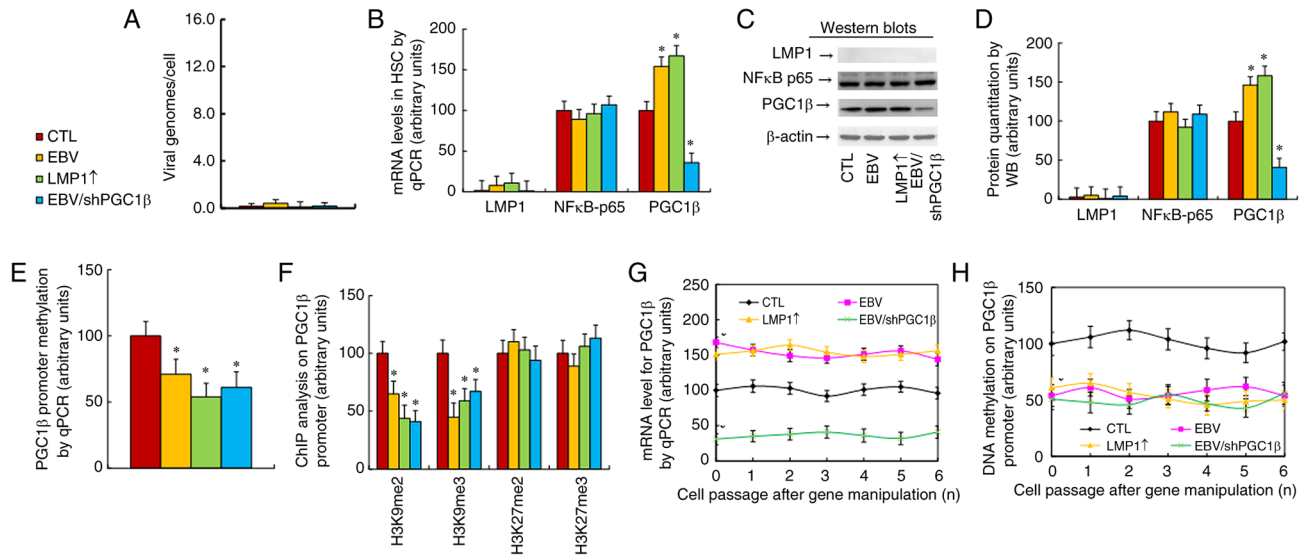 CTL
EBV
LMP1↑
EBV/shPGC1β
A
Viral genomes/cell
16.0
12.0
8.0
4.0
0.0
B
mRNA levels in HSC by
qPCR (arbitrary units)
200
150
100
50
0
LMP1 NFκB-p65 PGC1β
* * *
C
Western blots
LMP1 →
NFκB p65 →
PGC1β →
β-actin →
CTL
EBV
LMP1↑
EBV/
shPGC1β
D
Protein quantitation by
WB (arbitrary units)
200
150
100
50
0
LMP1 NFκB-p65 PGC1β
* * *
E
PGC1β promoter methylation
by qPCR (arbitrary units)
150
100
50
0
* * *
F
ChIP analysis on PGC1β
promoter (arbitrary units)
150
100
50
0
* * * * * *
H3K9me2
H3K9me3
H3K27me2
H3K27me3
G
mRNA level for PGC1β
by qPCR (arbitrary units)
250
200
150
100
50
0
CTL EBV
LMP1↑ EBV/shPGC1β
0 1 2 3 4 5 6
Cell passage after gene manipulation (n)
H
DNA methylation on PGC1β
promoter (arbitrary units)
150
100
50
0
CTL EBV
LMP1↑ EBV/shPGC1β
0 1 2 3 4 5 6
Cell passage after gene manipulation (n)